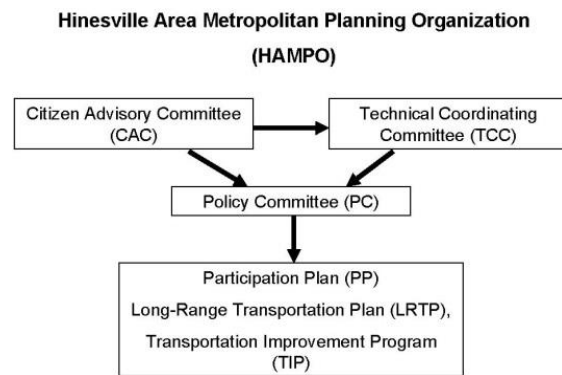 Hinesville Area Metropolitan Planning Organization
(HAMPO)
Citizen Advisory Committee
(CAC)
Technical Coordinating
Committee (TCC)
Policy Committee (PC)
Participation Plan (PP)
Long-Range Transportation Plan (LRTP),
Transportation Improvement Program
(TIP)